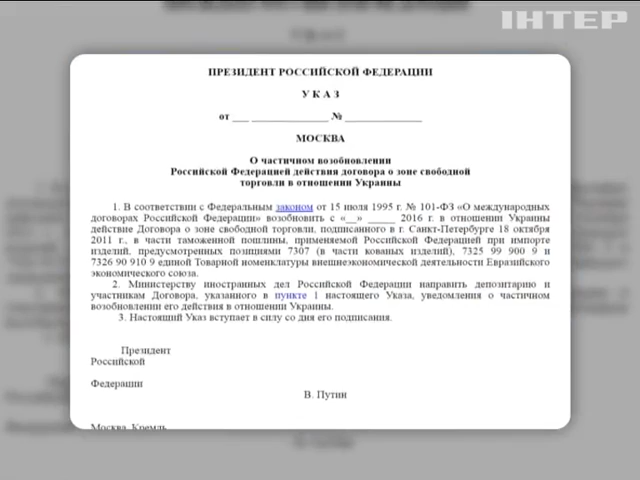 ІНТЕР
ПРЕЗИДЕНТ РОССИЙСКОЙ ФЕДЕРАЦИИ
У К А З
от ___ ______________ № ______________
МОСКВА
О частичном возобновлении
Российской Федерацией действия договора о зоне свободной
торговли в отношении Украины
1. В соответствии с Федеральным законом от 15 июля 1995 г. № 101-ФЗ «О международных
договорах Российской Федерации» возобновить с «__» _____ 2016 г. в отношении Украины
действие Договора о зоне свободной торговли, подписанного в г. Санкт-Петербурге 18 октября
2011 г., в части таможенной пошлины, применяемой Российской Федерацией при импорте
изделий, предусмотренных позициями 7307 (в части кованых изделий), 7325 99 900 9 и
7326 90 910 9 единой Товарной номенклатуры внешнеэкономической деятельности Евразийского
экономического союза.
2. Министерству иностранных дел Российской Федерации направить депозитарию и
участникам Договора, указанного в пункте 1 настоящего Указа, уведомления о частичном
возобновлении его действия в отношении Украины.
3. Настоящий Указ вступает в силу со дня его подписания.
Президент
Российской
Федерации
В. Путин
Москва, Кремль